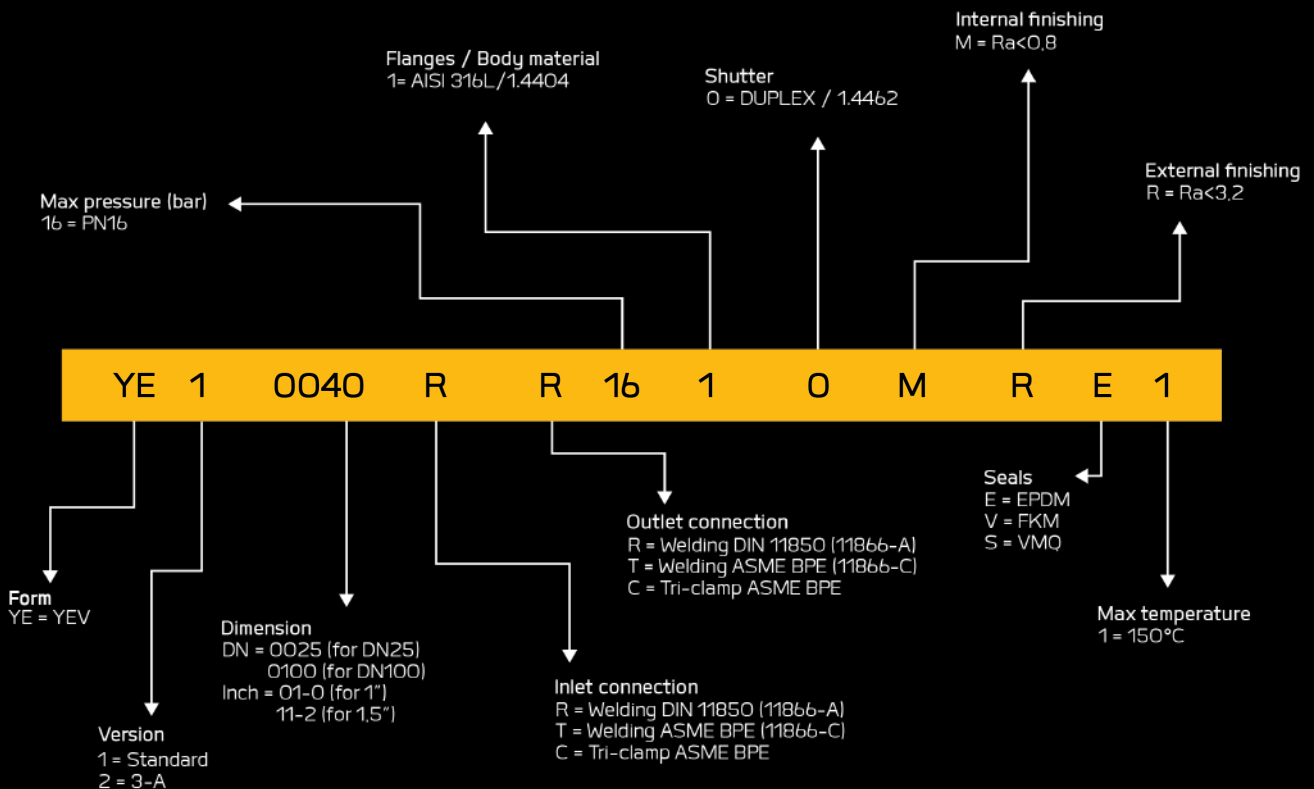 Internal finishing
M = Ra<0,8
Flanges / Body material
1= AISI 316L/1.4404
Shutter
0 = DUPLEX / 1.4462
External finishing
R = Ra<3,2
Max pressure (bar)
16 = PN16
YE 1 0040 R R 16 1 0 M R E 1
Seals
E = EPDM
V = FKM
S = VMQ
Outlet connection
R = Welding DIN 11850 (11866-A)
T = Welding ASME BPE (11866-C)
C = Tri-clamp ASME BPE
Form
YE = YEV
Max temperature
1 = 150°C
Dimension
DN = 0025 (for DN25)
0100 (for DN100)
Inch = 01-0 (for 1")
11-2 (for 1,5")
Inlet connection
R = Welding DIN 11850 (11866-A)
T = Welding ASME BPE (11866-C)
C = Tri-clamp ASME BPE
Version
1 = Standard
2 = 3-A